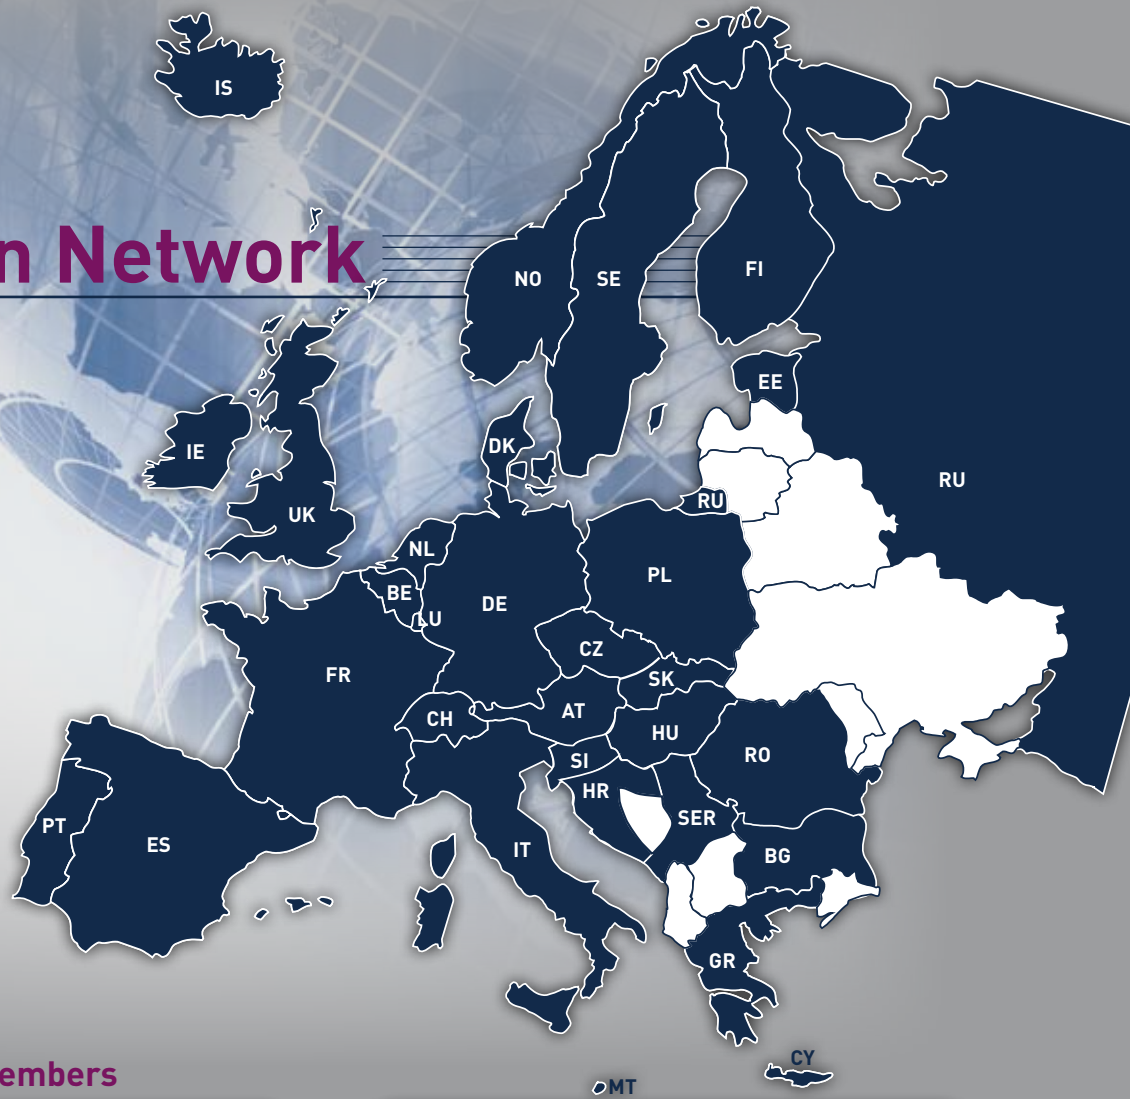 IS
n Network
NO
SE
FI
EE
IE
DK
RU
RU
UK
NL
PL
BE
DE
LU
CZ
FR
SK
CH
AT
HU
RO
SI
HR
PT
SER
ES
IT
BG
GR
CY
embers
MT